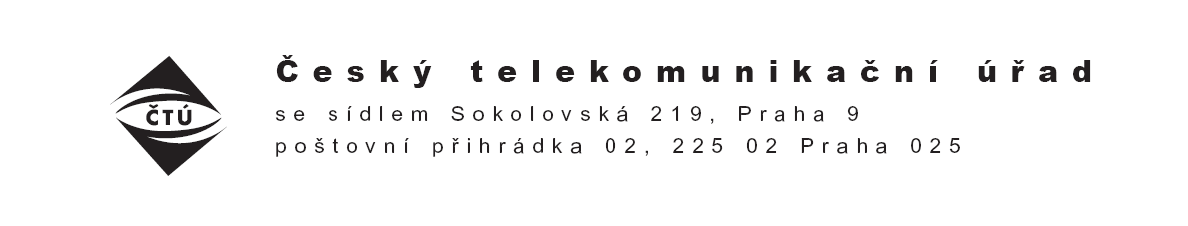 ČTÚ
Český telekomunikační úřad
se sídlem Sokolovská 219, Praha 9
poštovní přihrádka 02, 225 02 Praha 025